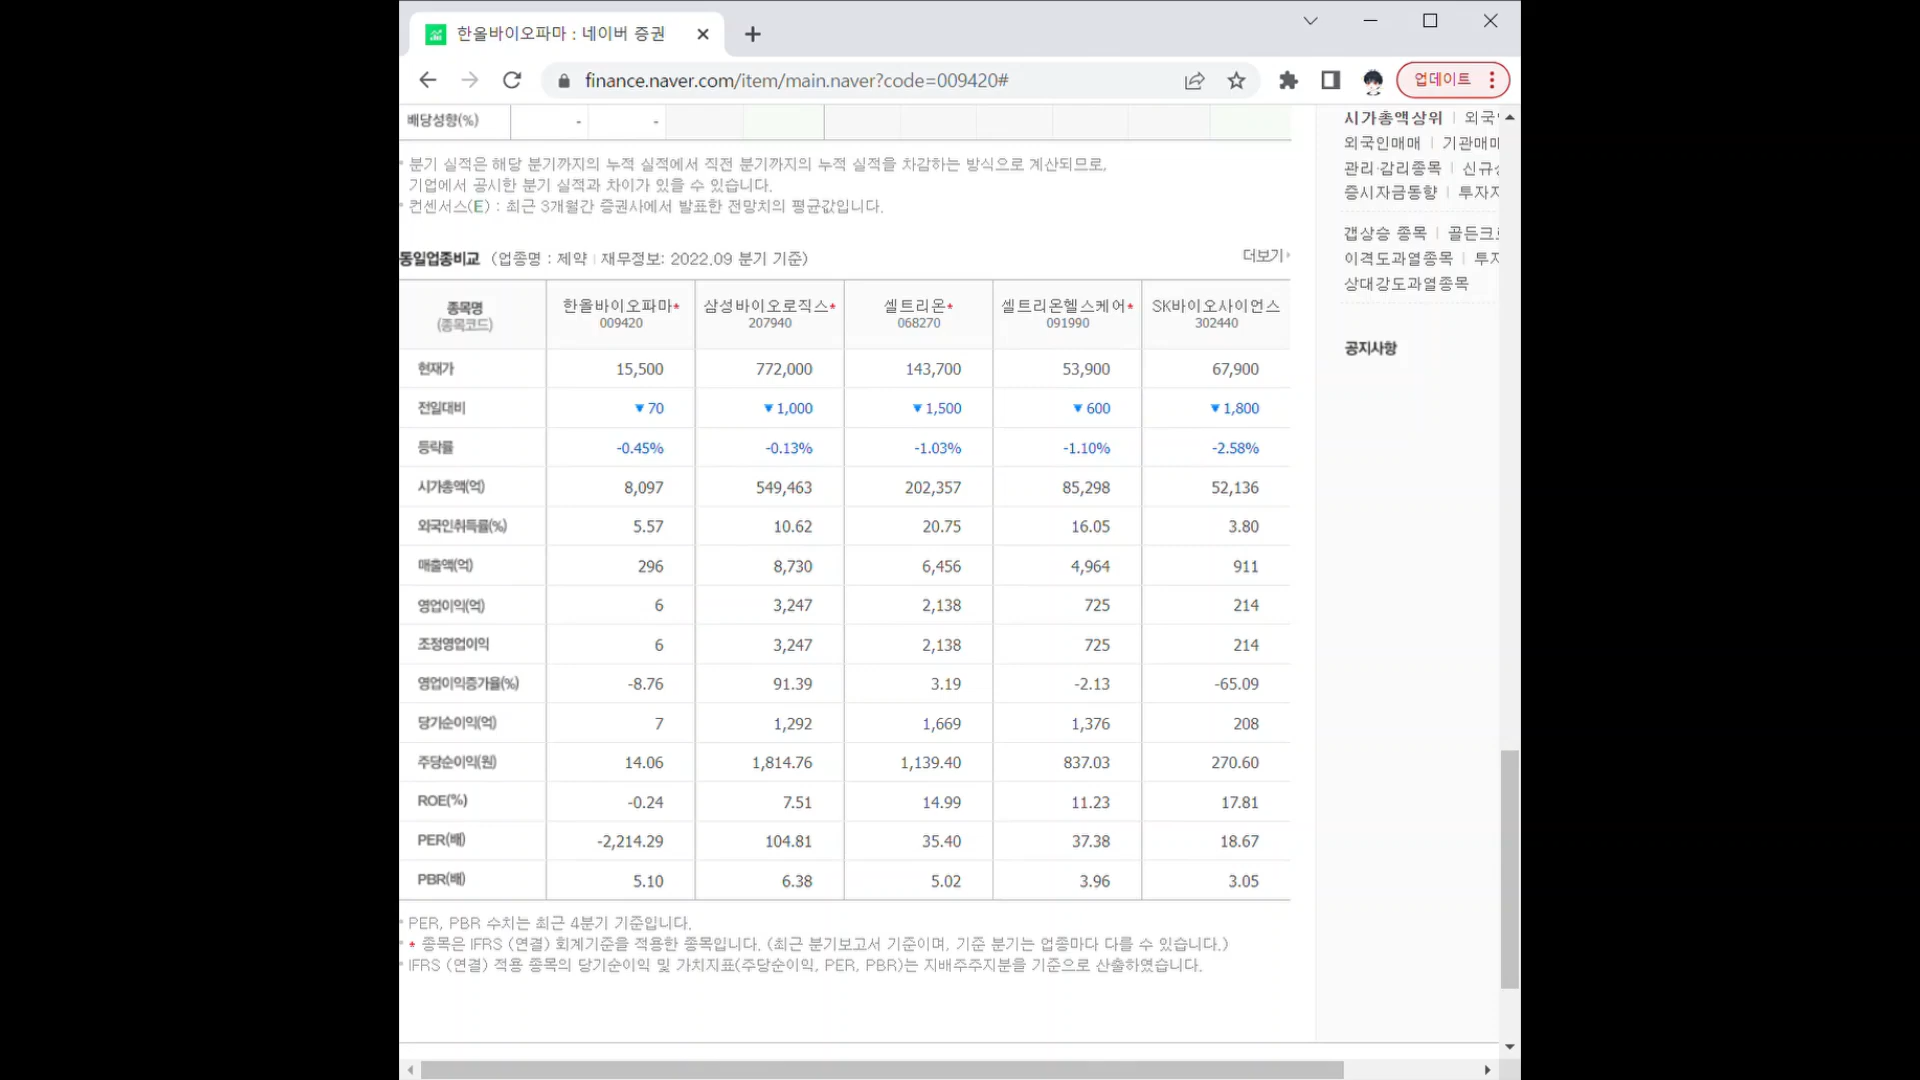 한올바이오파마 : 네이버 증권
finance.naver.com/item/main.naver?code=009420#
업데이트
배당성향(%) - -
* 분기 실적은 해당 분기까지의 누적 실적에서 직전 분기까지의 누적 실적을 차감하는 방식으로 계산되므로,
기업에서 공시한 분기 실적과 차이가 있을 수 있습니다.
* 컨센서스(E) : 최근 3개월간 증권사에서 발표한 전망치의 평균값입니다.
동일업종비교 (업종명 : 제약 | 재무정보: 2022.09 분기 기준) 더보기
종목명 한올바이오파마* 삼성바이오로직스* 셀트리온* 셀트리온헬스케어* SK바이오사이언스
(종목코드) 009420 207940 068270 091990 302440
현재가 15,500 772,000 143,700 53,900 67,900
전일대비 ▼70 ▼1,000 ▼1,500 ▼600 ▼1,800
등락률 -0.45% -0.13% -1.03% -1.10% -2.58%
시가총액(억) 8,097 549,463 202,357 85,298 52,136
외국인취득률(%) 5.57 10.62 20.75 16.05 3.80
매출액(억) 296 8,730 6,456 4,964 911
영업이익(억) 6 3,247 2,138 725 214
조정영업이익 6 3,247 2,138 725 214
영업이익증가율(%) -8.76 91.39 3.19 -2.13 -65.09
당기순이익(억) 7 1,292 1,669 1,376 208
주당순이익(원) 14.06 1,814.76 1,139.40 837.03 270.60
ROE(%) -0.24 7.51 14.99 11.23 17.81
PER(배) -2,214.29 104.81 35.40 37.38 18.67
PBR(배) 5.10 6.38 5.02 3.96 3.05
* PER, PBR 수치는 최근 4분기 기준입니다.
* * 종목은 IFRS (연결) 회계기준을 적용한 종목입니다. (최근 분기보고서 기준이며, 기준 분기는 업종마다 다를 수 있습니다.)
* IFRS (연결) 적용 종목의 당기순이익 및 가치지표(주당순이익, PER, PBR)는 지배주주지분을 기준으로 산출하였습니다.
시가총액상위 | 외국
외국인매매 | 기관매매
관리·감리종목 | 신규
증시자금동향 | 투자
갭상승 종목 | 골든크
이격도과열종목 | 투
상대강도과열종목
공지사항